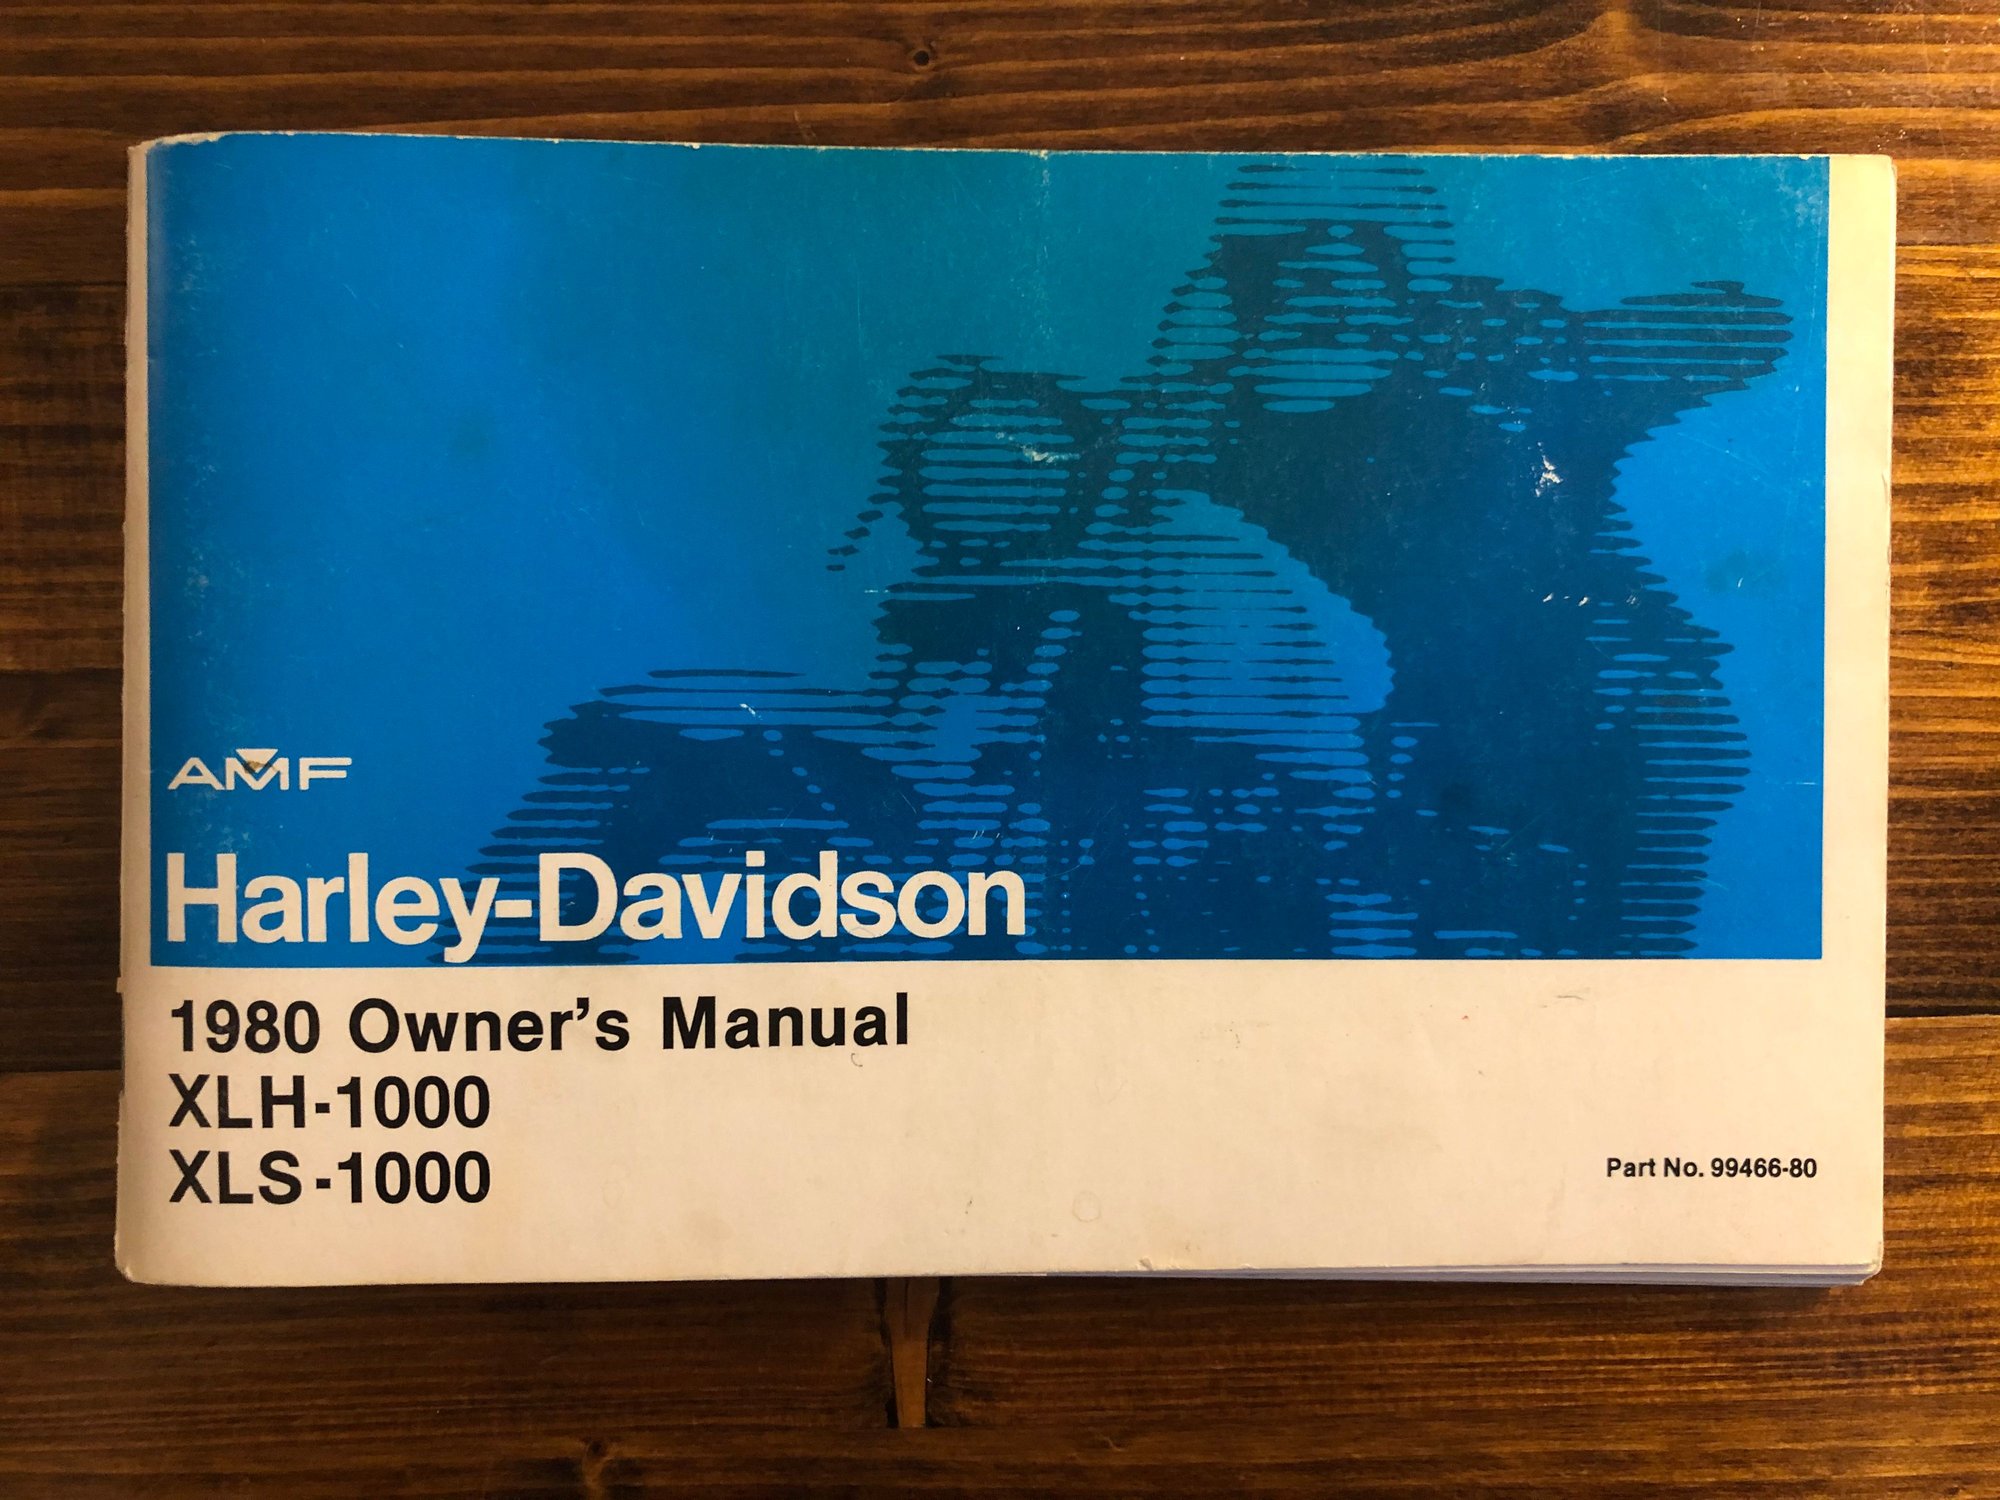 AMF
Harley-Davidson
1980 Owner's Manual
XLH-1000
XLS-1000
Part No. 99466-80